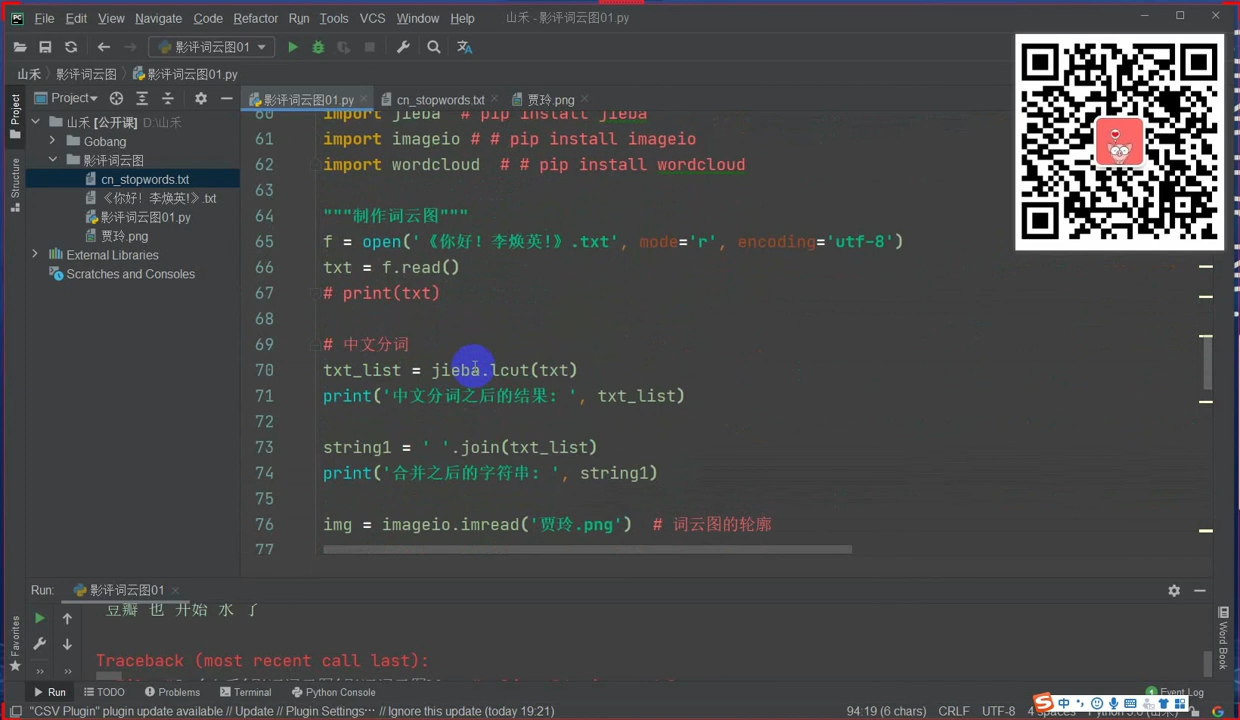 File Edit View Navigate Code Refactor Run Tools VCS Window Help 山禾 - 影评词云图01.py
影评词云图01
山禾 影评词云图 影评词云图01.py
Project
影评词云图01.py
cn_stopwords.txt
贾玲.png
Project
山禾 [公开课] D:\山禾
Gobang
影评词云图
cn_stopwords.txt
《你好！李焕英!》.txt
影评词云图01.py
贾玲.png
External Libraries
Scratches and Consoles
Structure
Favorites
60 import jieba # pip install jieba
61 import imageio # # pip install imageio
62 import wordcloud # # pip install wordcloud
63
64 """制作词云图"""
65 f = open('《你好！李焕英!》.txt', mode='r', encoding='utf-8')
66 txt = f.read()
67 # print(txt)
68
69 # 中文分词
70 txt_list = jieba.lcut(txt)
71 print('中文分词之后的结果: ', txt_list)
72
73 string1 = ' '.join(txt_list)
74 print('合并之后的字符串: ', string1)
75
76 img = imageio.imread('贾玲.png') # 词云图的轮廓
77
Run: 影评词云图01
豆瓣 也 开始 水 了
Traceback (most recent call last):
Word Book
Run TODO Problems Terminal Python Console
1 Event Log
"CSV Plugin" plugin update available // Update // Plugin Settings… // Ignore this update (today 19:21)
94:19 (6 chars) CRLF UTF-8
中